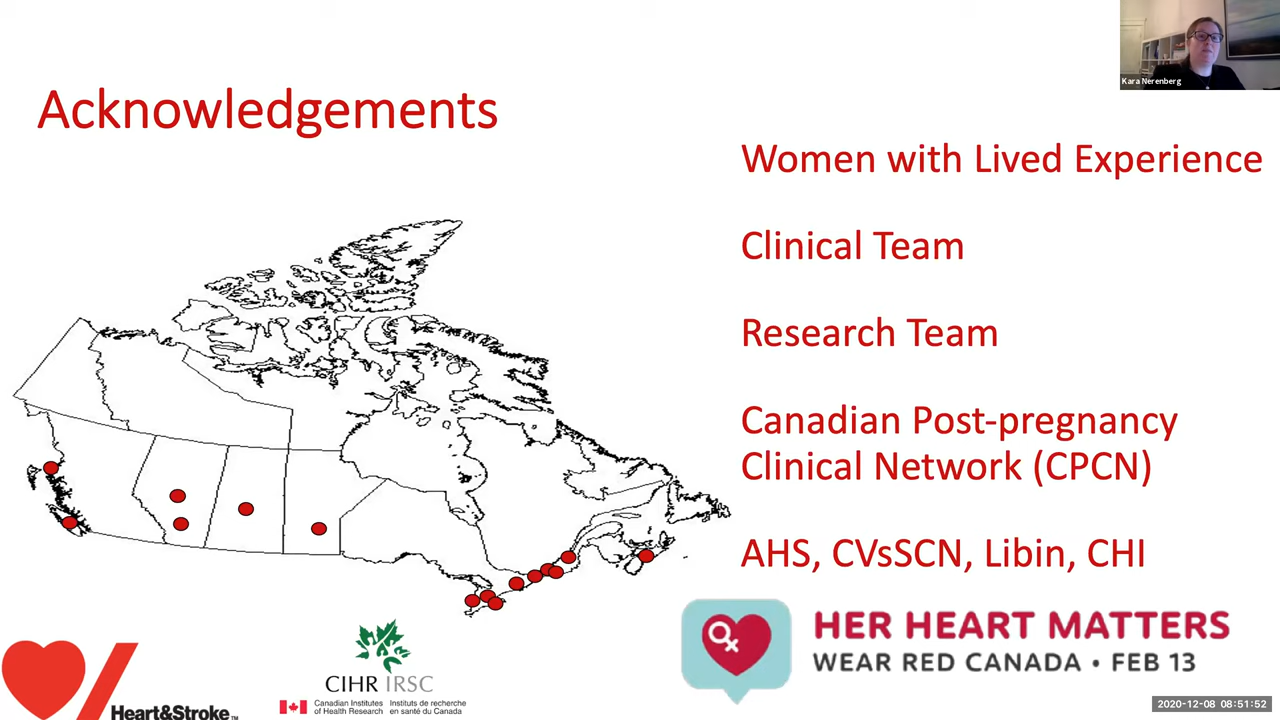 Kara Nerenberg
Acknowledgements
Women with Lived Experience
Clinical Team
Research Team
Canadian Post-pregnancy
Clinical Network (CPCN)
AHS, CVsSCN, Libin, CHI
HER HEART MATTERS
WEAR RED CANADA • FEB 13
Heart&Stroke™
CIHR IRSC
Canadian Institutes
of Health Research
Instituts de recherche
en santé du Canada
2020-12-08 08:51:52